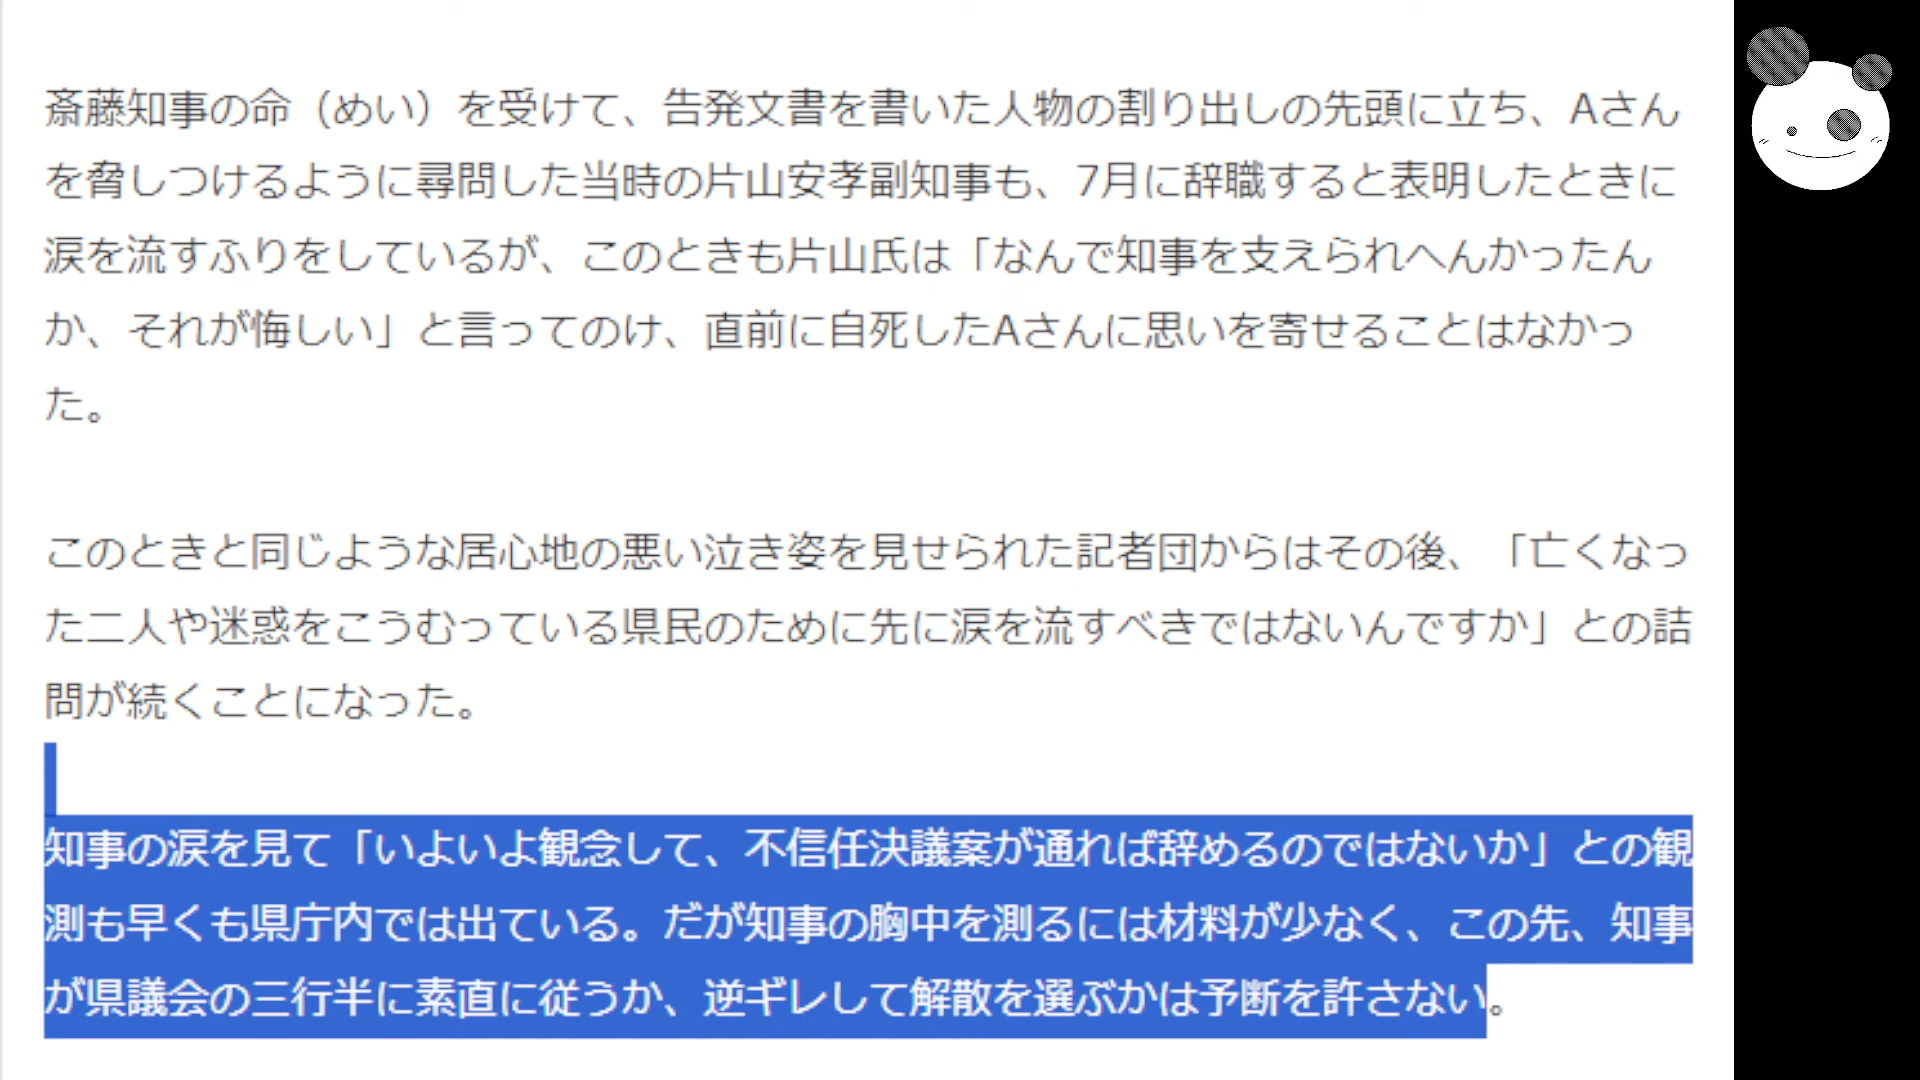 斎藤知事の命（めい）を受けて、告発文書を書いた人物の割り出しの先頭に立ち、Aさん
を脅しつけるように尋問した当時の片山安孝副知事も、7月に辞職すると表明したときに
涙を流すふりをしているが、このときも片山氏は「なんで知事を支えられへんかったん
か、それが悔しい」と言ってのけ、直前に自死したAさんに思いを寄せることはなかっ
た。
このときと同じような居心地の悪い泣き姿を見せられた記者団からはその後、「亡くなっ
た二人や迷惑をこうむっている県民のために先に涙を流すべきではないんですか」との詰
問が続くことになった。
知事の涙を見て「いよいよ観念して、不信任決議案が通れば辞めるのではないか」との観
測も早くも県庁内では出ている。だが知事の胸中を測るには材料が少なく、この先、知事
が県議会の三行半に素直に従うか、逆ギレして解散を選ぶかは予断を許さない。